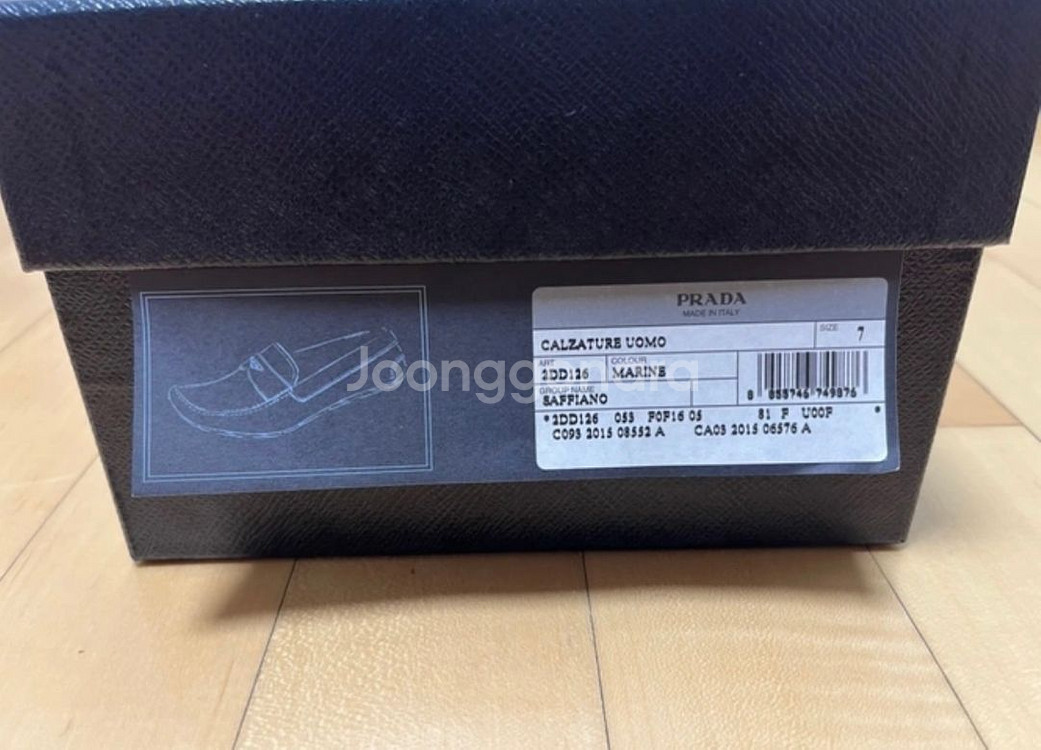 PRADA
MADE IN ITALY
CALZATURE UOMO
SIZE 7
ART 2DD126
COLOUR MARINE
GROUP NAME SAFFIANO
8 055746 749876
*2DD126 053 F0F16 05 81 F U00F *
C093 2015 08552 A CA03 2015 06576 A
Joonggonara